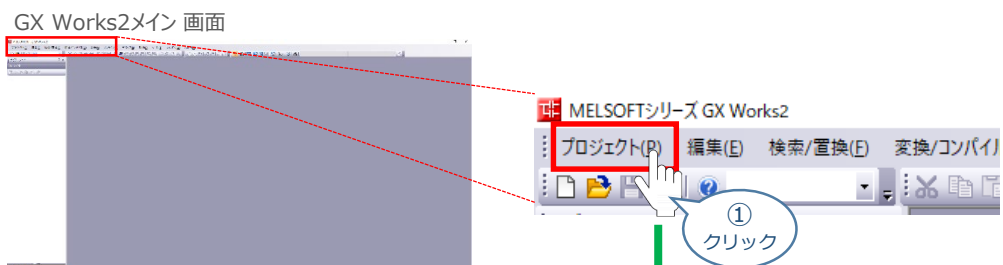 GX Works2メイン 画面
MELSOFTシリーズ GX Works2
プロジェクト(P) 編集(E) 検索/置換(F) 変換/コンパイル
①
クリック